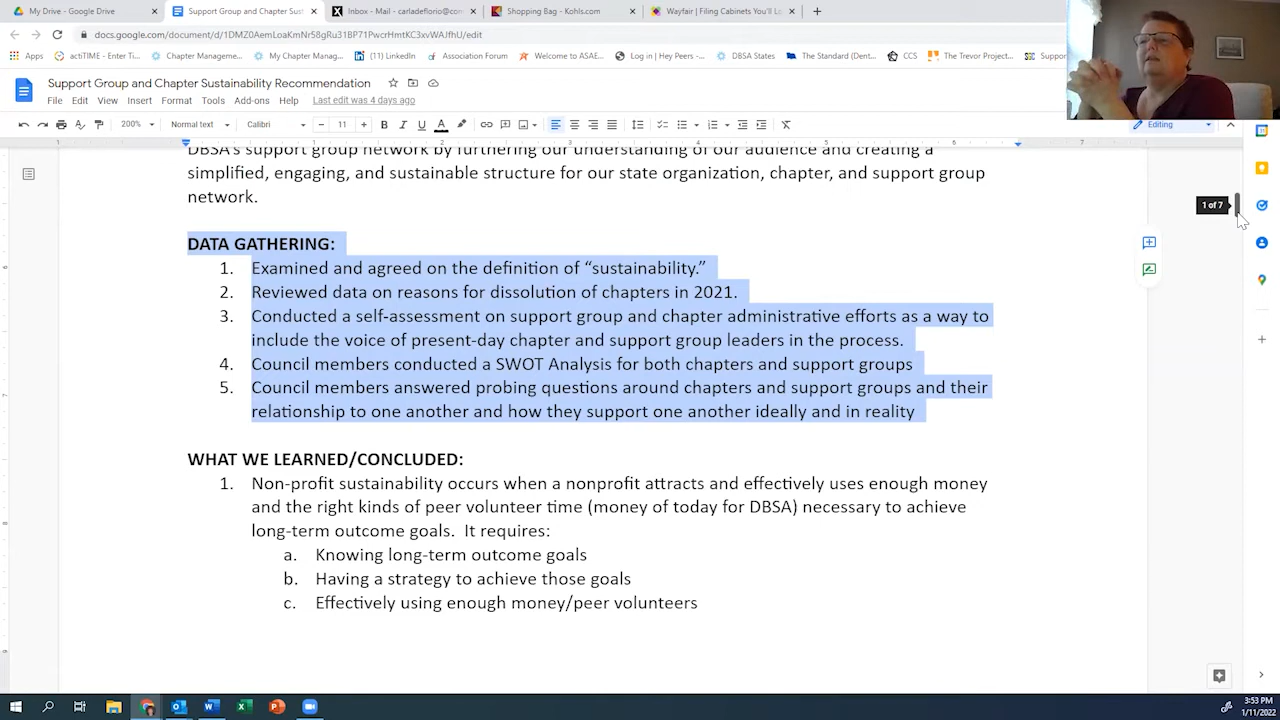 My Drive - Google Drive
Support Group and Chapter Sust
Inbox - Mail - carladeflorio@co
Shopping Bag - Kohls.com
Wayfair | Filing Cabinets You'll Lo
docs.google.com/document/d/1DMZ0AemLoaKmNr58gRu31BP71PwcrHmtKC3xvWAJfhU/edit
Apps
actiTIME - Enter Ti...
Chapter Manageme...
My Chapter Manag...
(11) LinkedIn
Association Forum
Welcome to ASAE...
Log in | Hey Peers -...
DBSA States
The Standard (Dent...
CCS
The Trevor Project...
Suppo
Support Group and Chapter Sustainability Recommendation
File Edit View Insert Format Tools Add-ons Help Last edit was 4 days ago
200% Normal text Calibri 11 Editing
1 1 2 3 4 5 6 7
DBSA's support group network by furthering our understanding of our audience and creating a
simplified, engaging, and sustainable structure for our state organization, chapter, and support group
network.
1 of 7
DATA GATHERING:
1. Examined and agreed on the definition of “sustainability.”
2. Reviewed data on reasons for dissolution of chapters in 2021.
3. Conducted a self-assessment on support group and chapter administrative efforts as a way to
include the voice of present-day chapter and support group leaders in the process.
4. Council members conducted a SWOT Analysis for both chapters and support groups
5. Council members answered probing questions around chapters and support groups and their
relationship to one another and how they support one another ideally and in reality
WHAT WE LEARNED/CONCLUDED:
1. Non-profit sustainability occurs when a nonprofit attracts and effectively uses enough money
and the right kinds of peer volunteer time (money of today for DBSA) necessary to achieve
long-term outcome goals. It requires:
a. Knowing long-term outcome goals
b. Having a strategy to achieve those goals
c. Effectively using enough money/peer volunteers
3:53 PM
1/11/2022